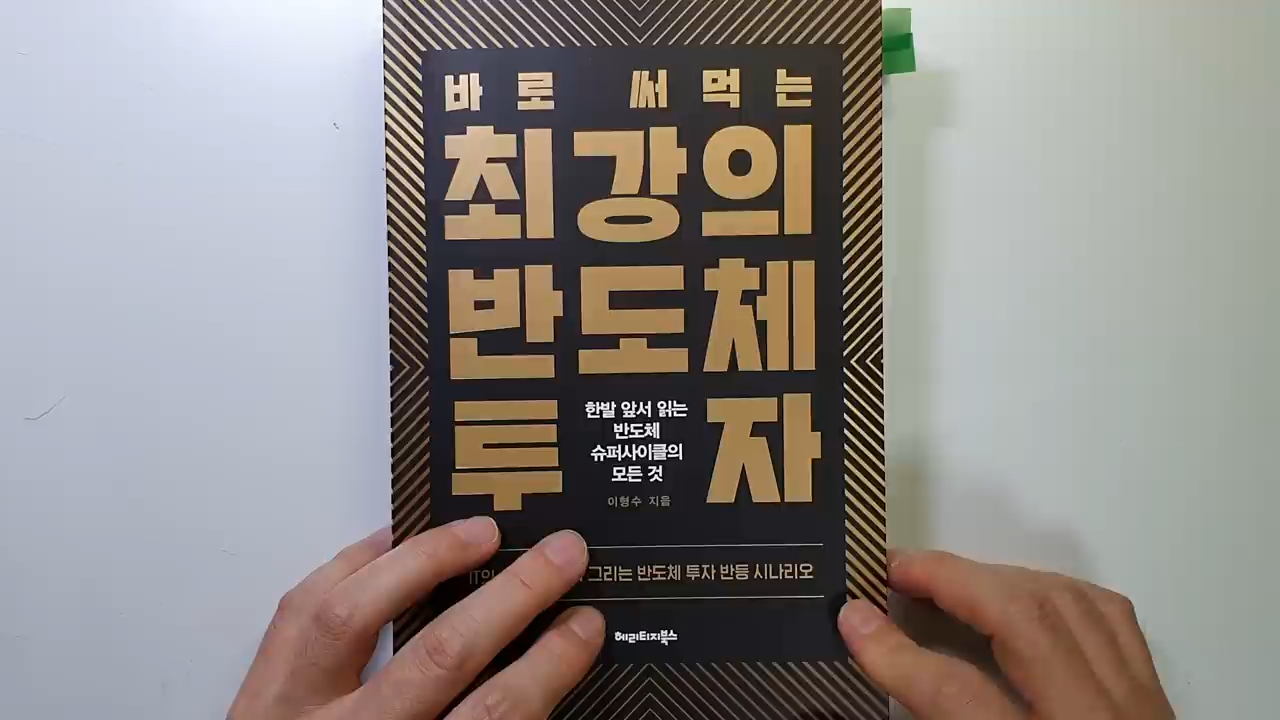 바로 써먹는
최강의
반도체
투자
한발 앞서 읽는
반도체
슈퍼사이클의
모든 것
이형수 지음
그리는 반도체 투자 반등 시나리오
헤리티지북스